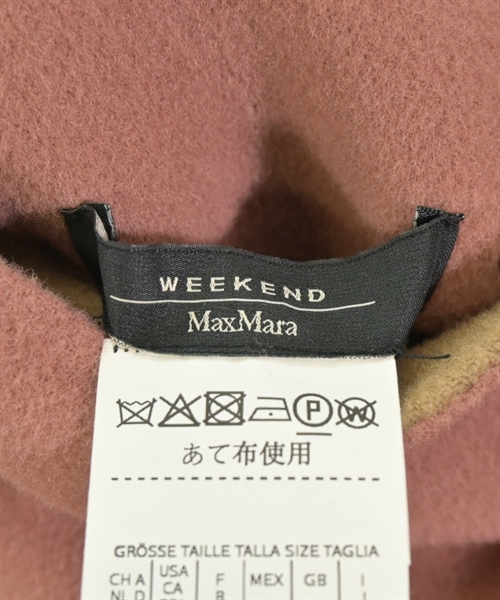 WEEKEND
MaxMara
P W
あて布使用
GRÖSSE TAILLE TALLA SIZE TAGLIA
CH A USA F MEX GB I
NL D CA